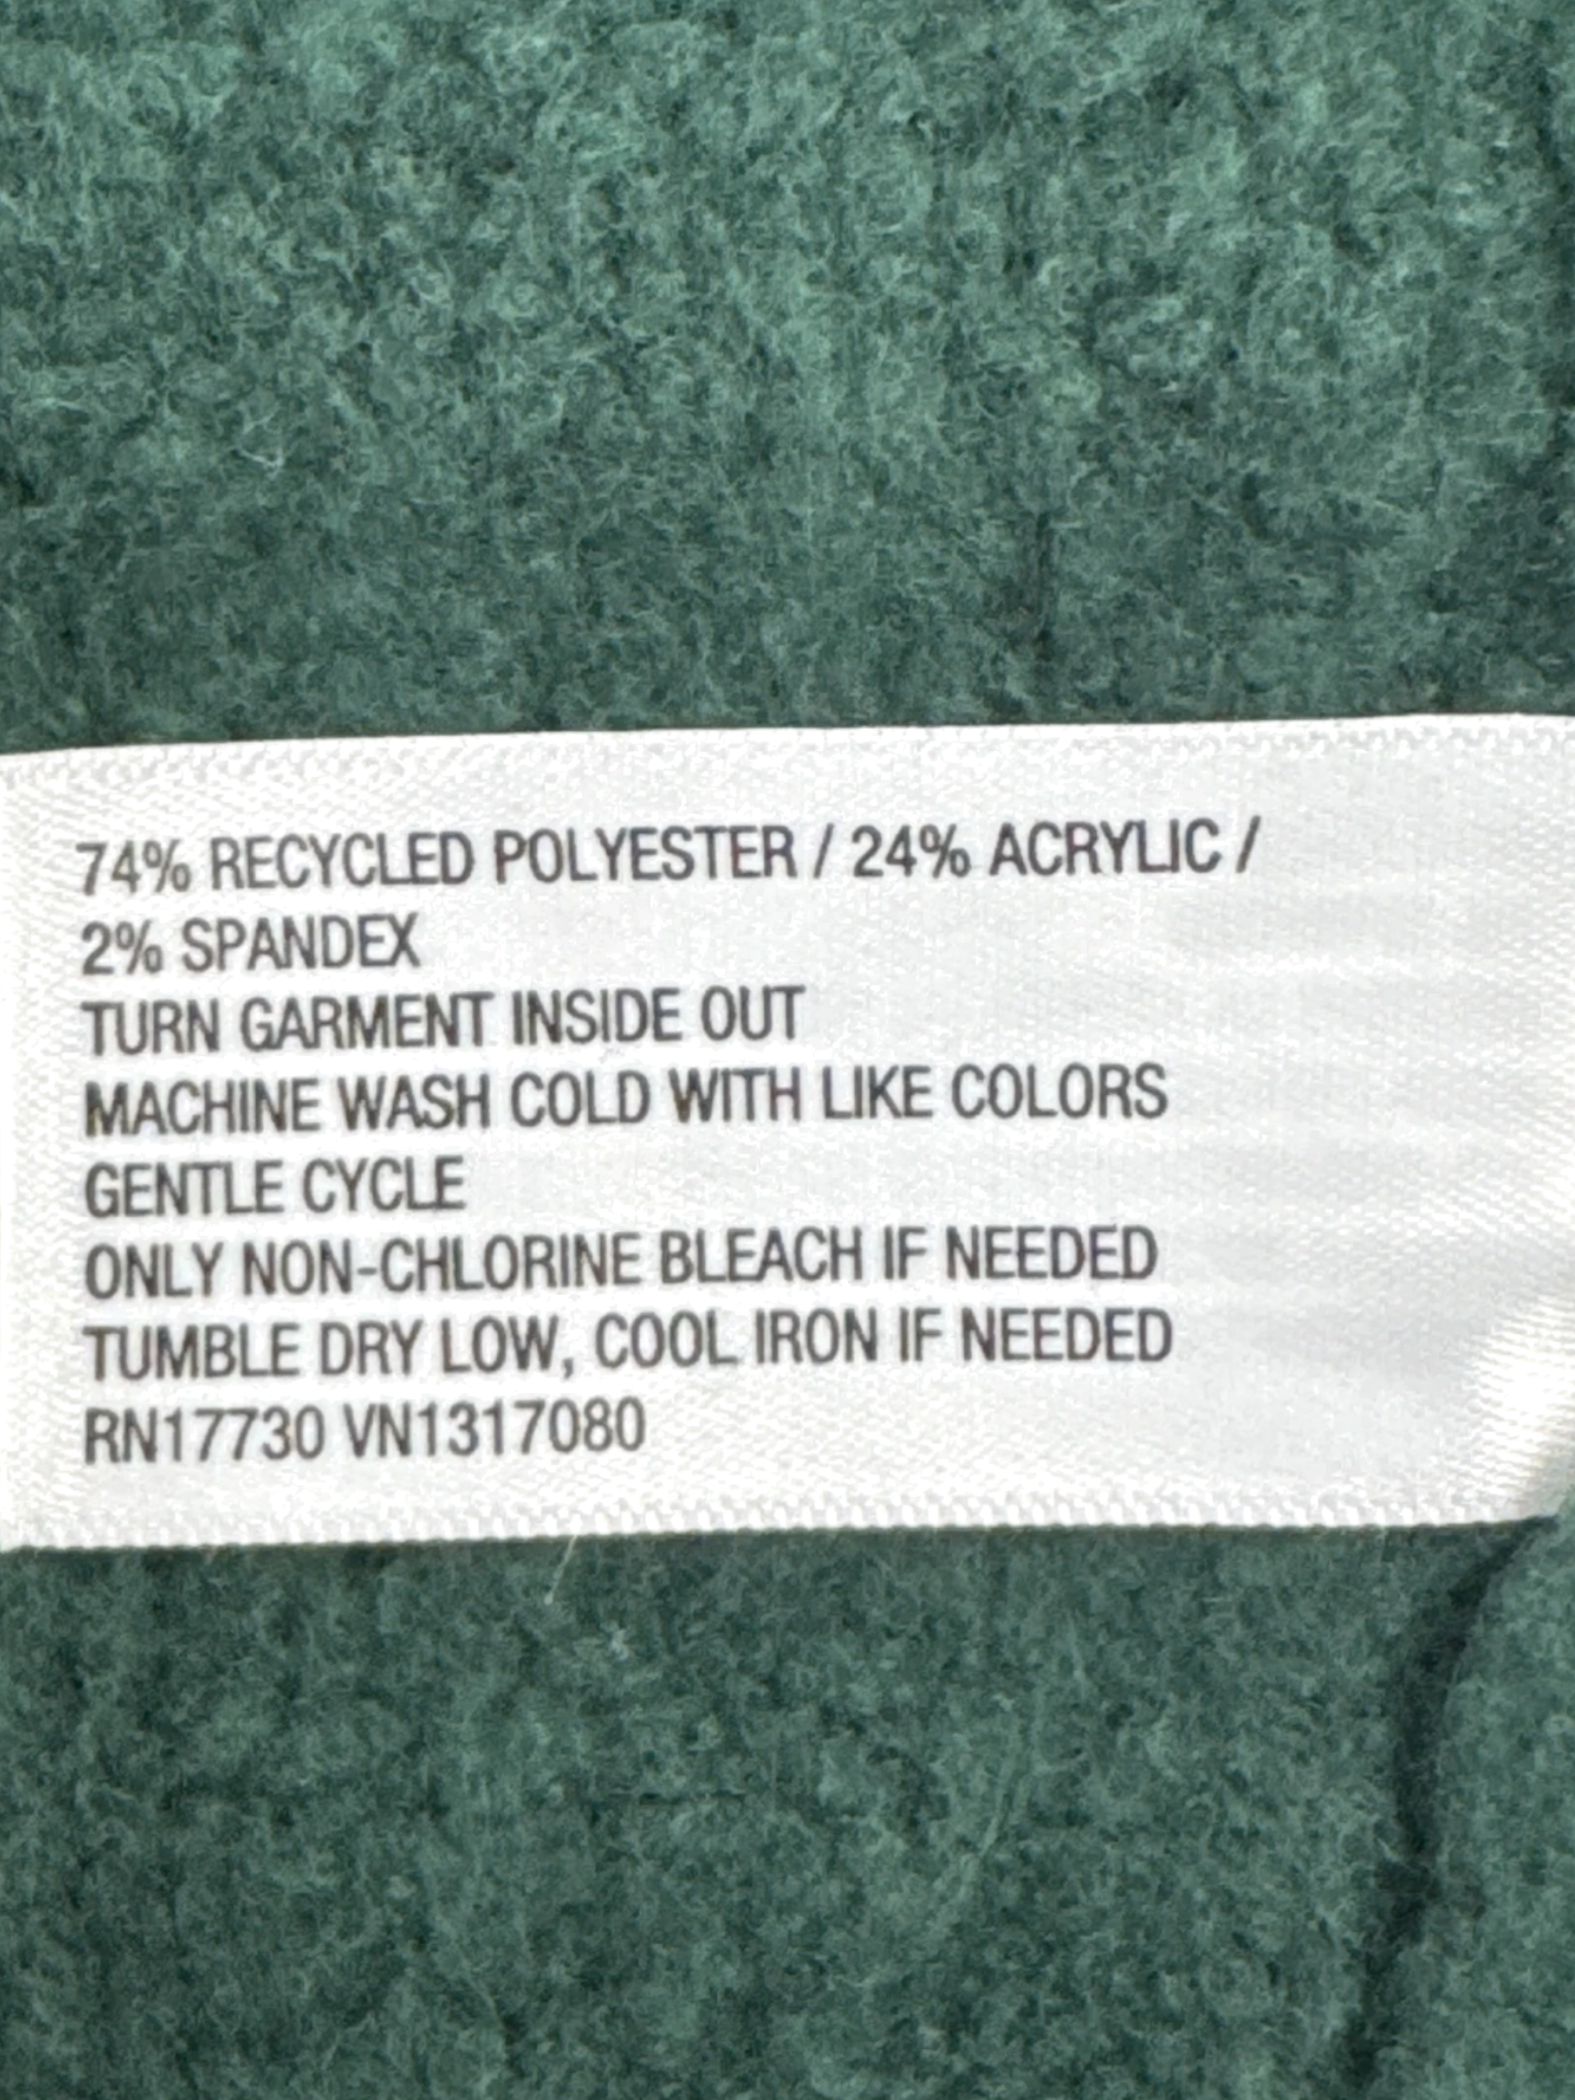 74% RECYCLED POLYESTER / 24% ACRYLIC /
2% SPANDEX
TURN GARMENT INSIDE OUT
MACHINE WASH COLD WITH LIKE COLORS
GENTLE CYCLE
ONLY NON-CHLORINE BLEACH IF NEEDED
TUMBLE DRY LOW, COOL IRON IF NEEDED
RN17730 VN1317080